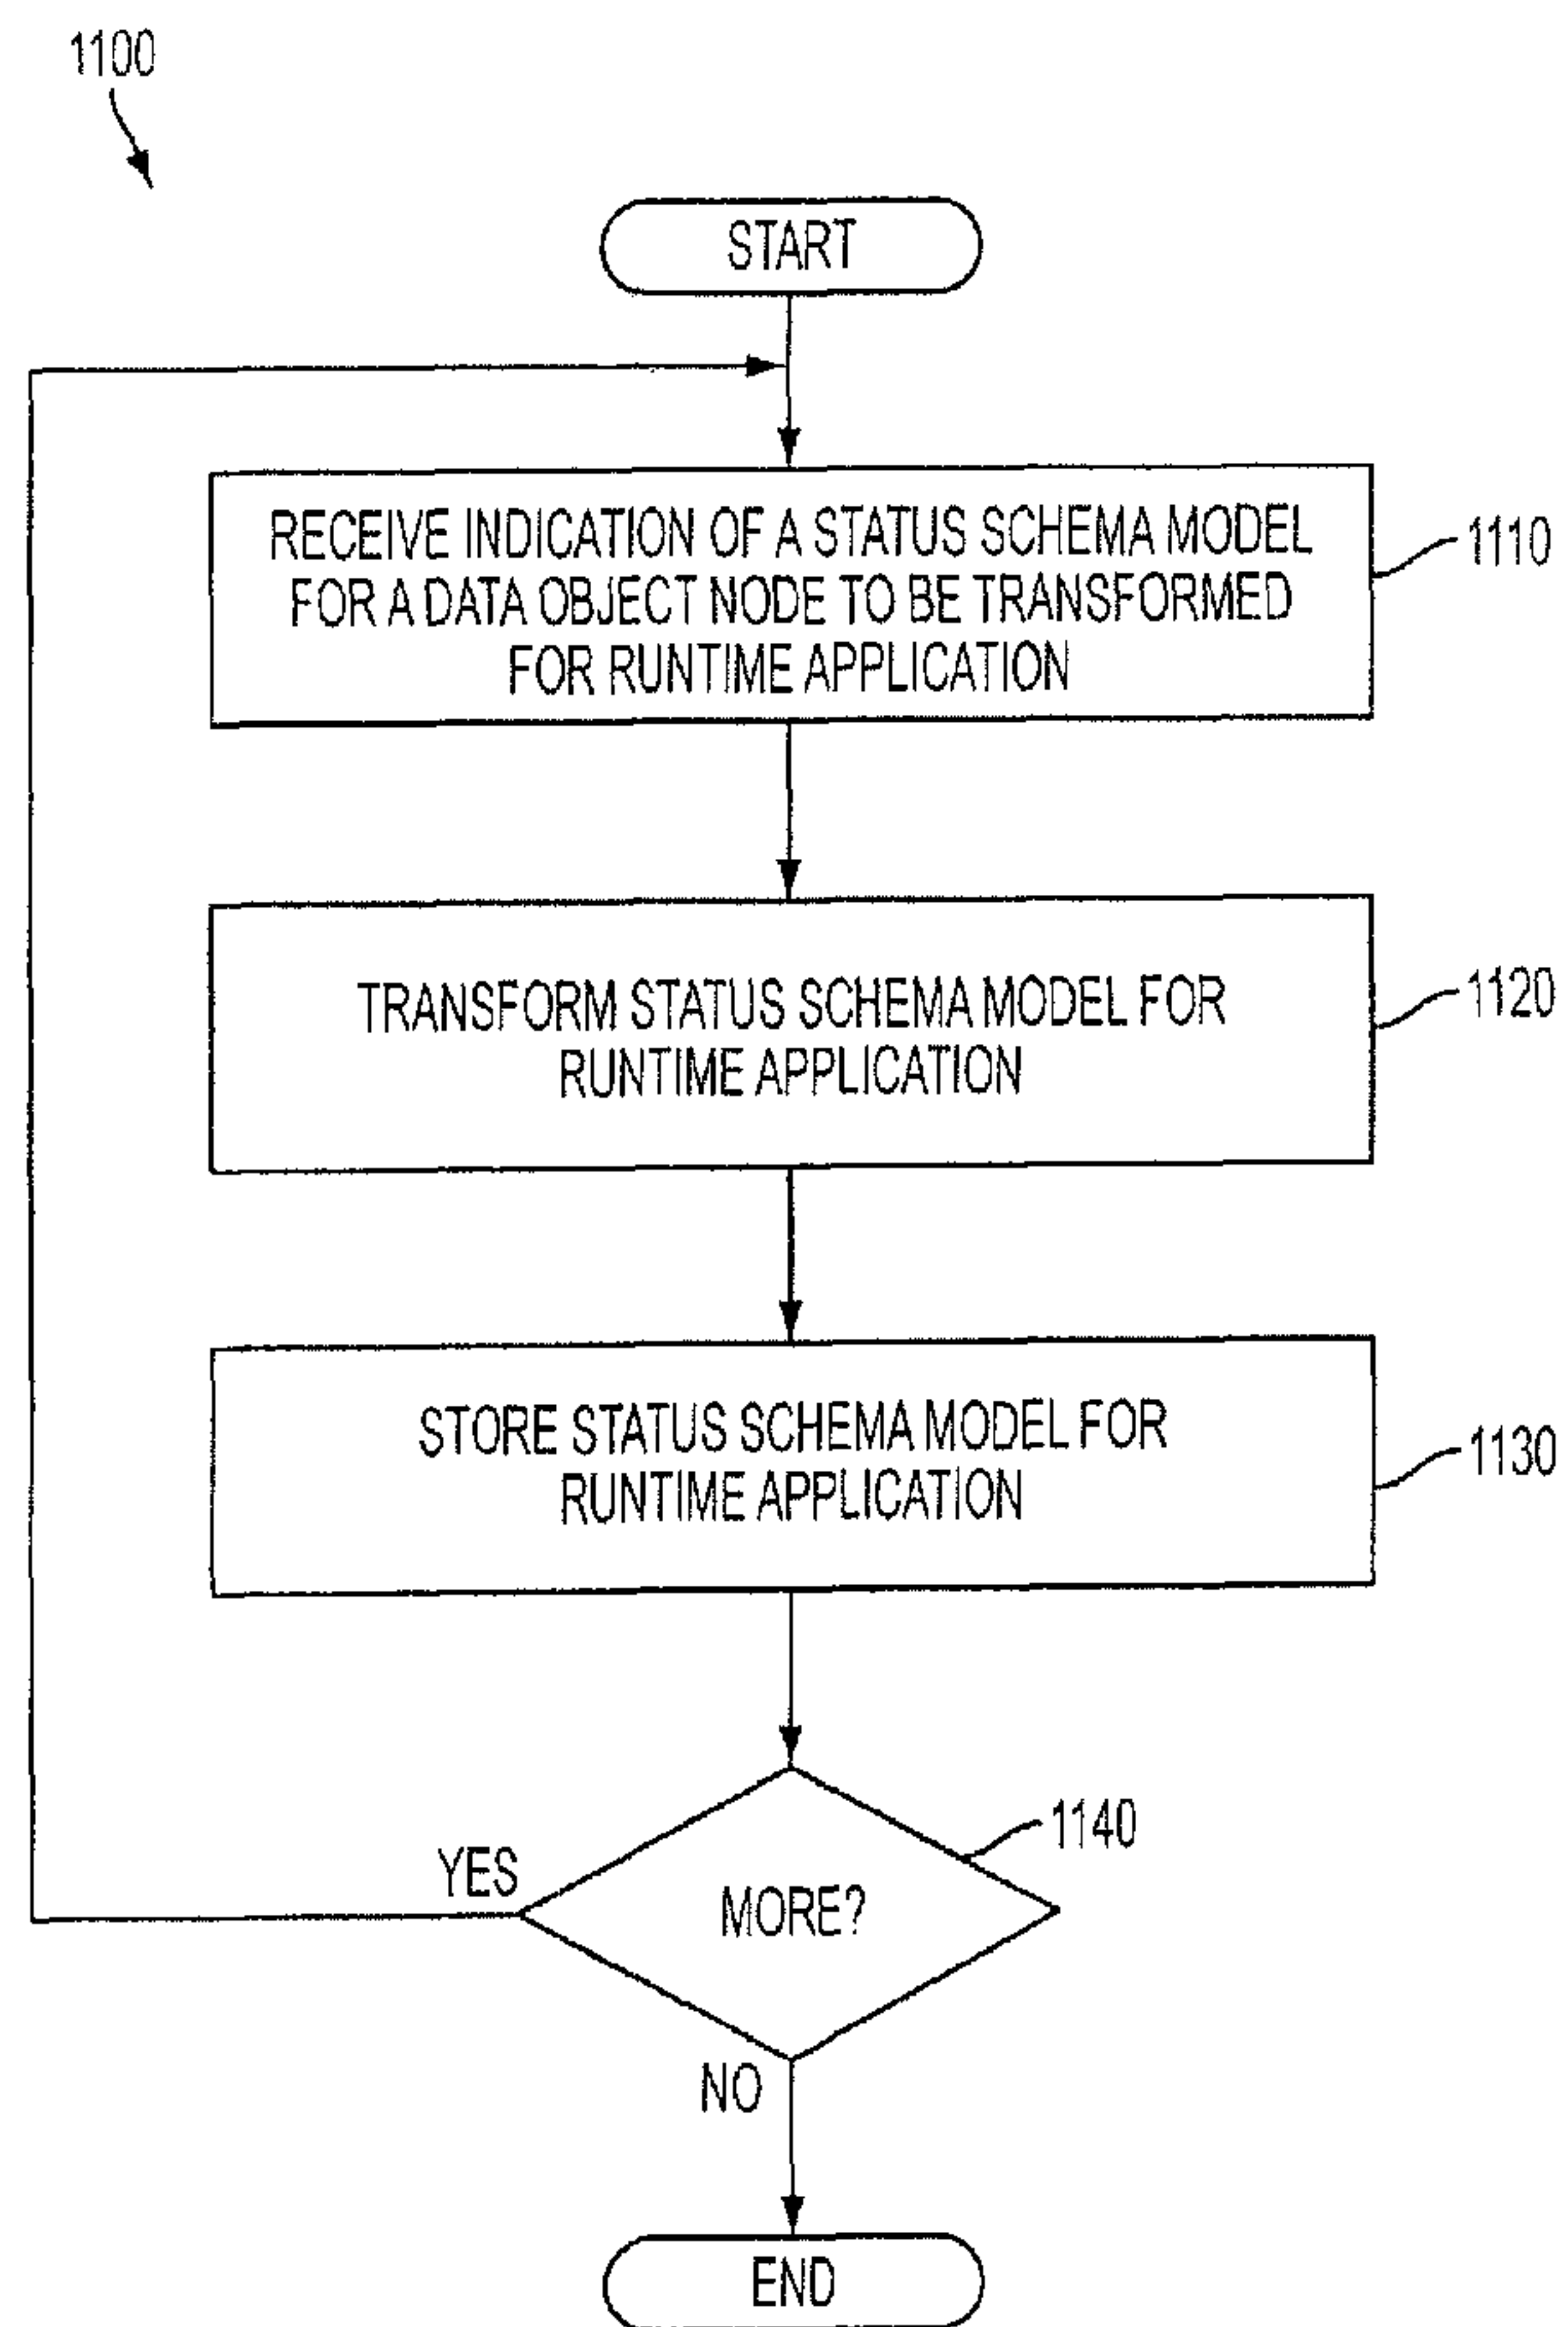 1100
START
RECEIVE INDICATION OF A STATUS SCHEMA MODEL
FOR A DATA OBJECT NODE TO BE TRANSFORMED
FOR RUNTIME APPLICATION
1110
TRANSFORM STATUS SCHEMA MODEL FOR
RUNTIME APPLICATION
1120
STORE STATUS SCHEMA MODEL FOR
RUNTIME APPLICATION
1130
1140
YES
MORE?
NO
END